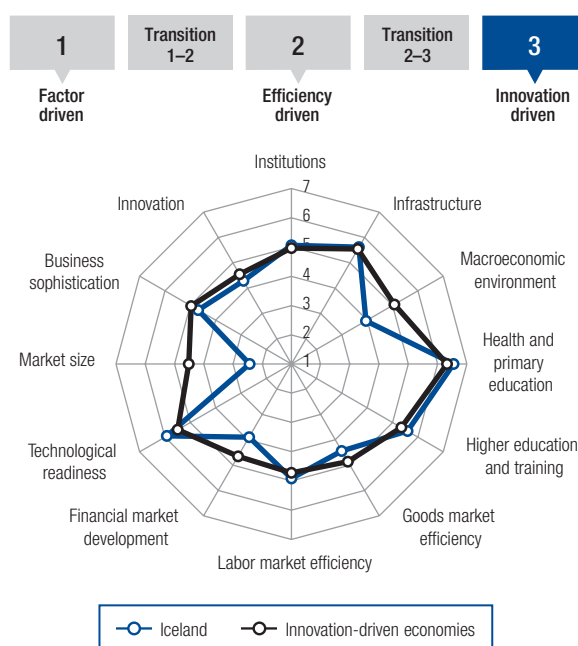 1
Transition
1–2
2
Transition
2–3
3
Factor
driven
Efficiency
driven
Innovation
driven
Institutions
Infrastructure
Macroeconomic
environment
Health and
primary
education
Higher education
and training
Goods market
efficiency
Labor market efficiency
Financial market
development
Technological
readiness
Market size
Business
sophistication
Innovation
7
6
5
4
3
2
1
Iceland
Innovation-driven economies